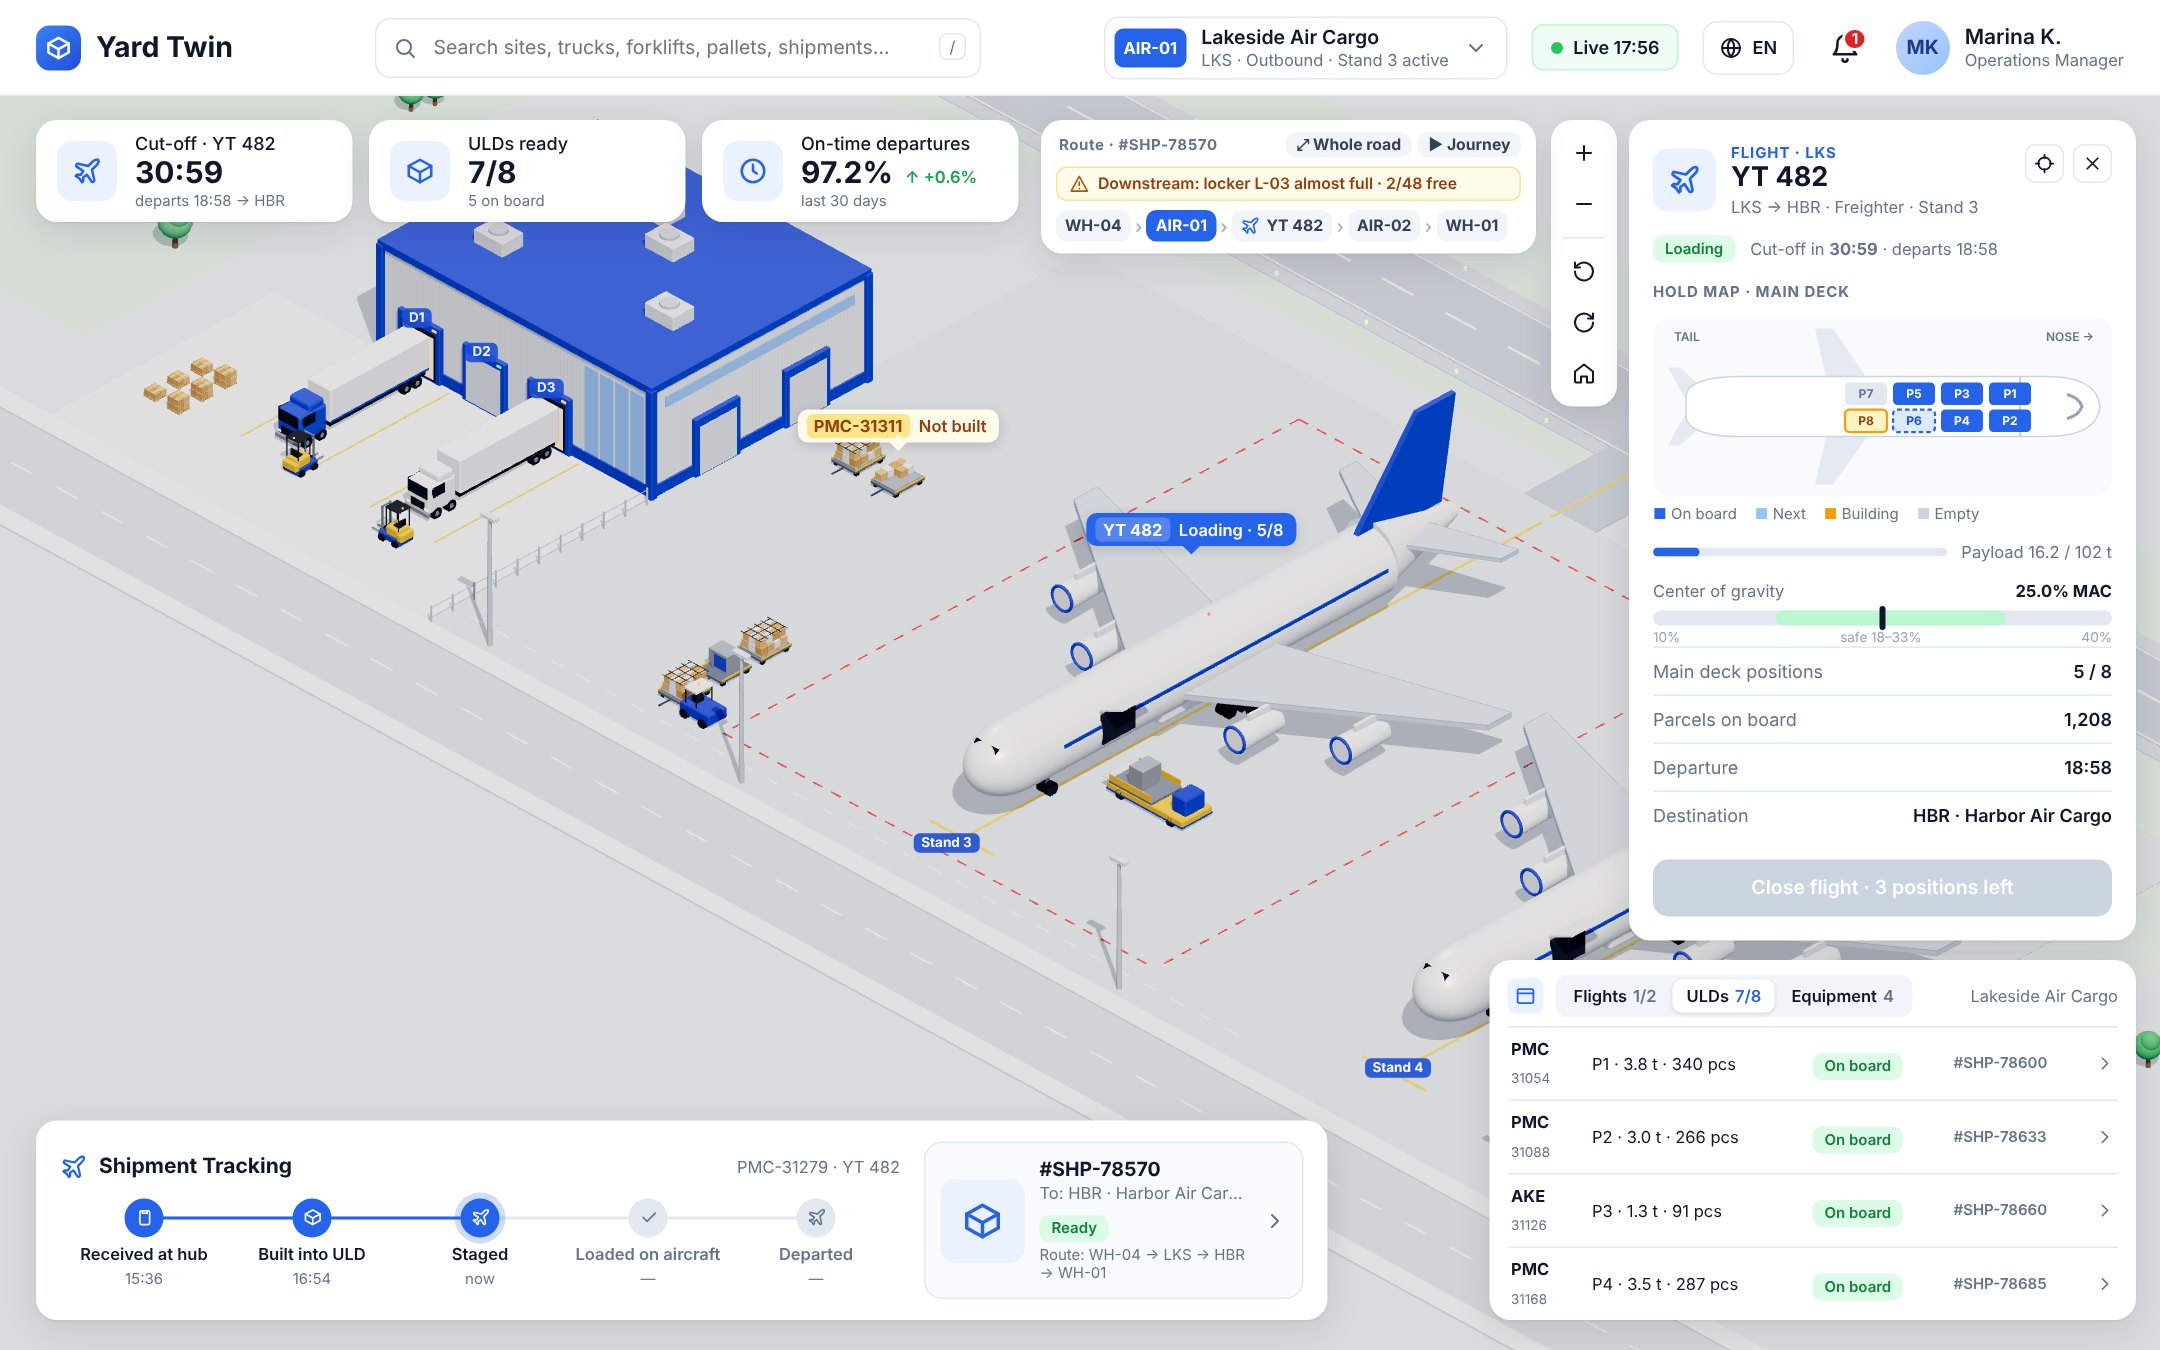 Yard Twin
Search sites, trucks, forklifts, pallets, shipments...
/
AIR-01
Lakeside Air Cargo
LKS · Outbound · Stand 3 active
Live 17:56
EN
1
MK
Marina K.
Operations Manager
Cut-off · YT 482
30:59
departs 18:58 → HBR
ULDs ready
7/8
5 on board
On-time departures
97.2% ↑ +0.6%
last 30 days
Route · #SHP-78570
Whole road
Journey
Downstream: locker L-03 almost full · 2/48 free
WH-04 › AIR-01 › YT 482 › AIR-02 › WH-01
FLIGHT · LKS
YT 482
LKS → HBR · Freighter · Stand 3
Loading Cut-off in 30:59 · departs 18:58
HOLD MAP · MAIN DECK
TAIL NOSE →
P7 P5 P3 P1
P8 P6 P4 P2
On board Next Building Empty
Payload 16.2 / 102 t
Center of gravity 25.0% MAC
10% safe 18–33% 40%
Main deck positions 5 / 8
Parcels on board 1,208
Departure 18:58
Destination HBR · Harbor Air Cargo
Close flight · 3 positions left
D1
D2
D3
PMC-31311 Not built
YT 482 Loading · 5/8
Stand 3
Stand 4
Flights 1/2 ULDs 7/8 Equipment 4 Lakeside Air Cargo
PMC
31054
P1 · 3.8 t · 340 pcs On board #SHP-78600
PMC
31088
P2 · 3.0 t · 266 pcs On board #SHP-78633
AKE
31126
P3 · 1.3 t · 91 pcs On board #SHP-78660
PMC
31168
P4 · 3.5 t · 287 pcs On board #SHP-78685
Shipment Tracking PMC-31279 · YT 482
Received at hub
15:36
Built into ULD
16:54
Staged
now
Loaded on aircraft
—
Departed
—
#SHP-78570
To: HBR · Harbor Air Car...
Ready
Route: WH-04 → LKS → HBR
→ WH-01